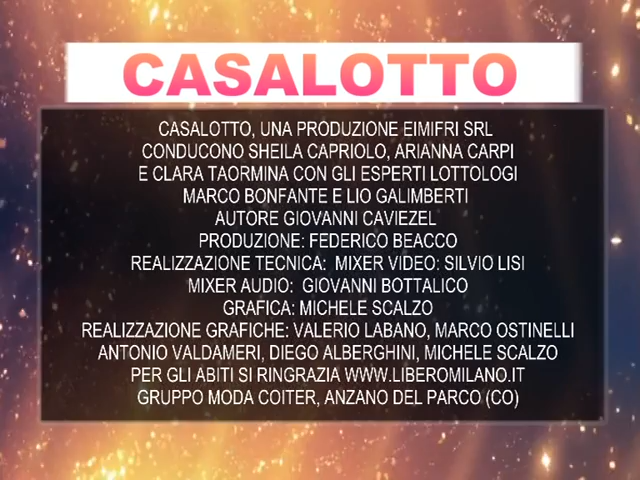 CASALOTTO
CASALOTTO, UNA PRODUZIONE EIMIFRI SRL
CONDUCONO SHEILA CAPRIOLO, ARIANNA CARPI
E CLARA TAORMINA CON GLI ESPERTI LOTTOLOGI
MARCO BONFANTE E LIO GALIMBERTI
AUTORE GIOVANNI CAVIEZEL
PRODUZIONE: FEDERICO BEACCO
REALIZZAZIONE TECNICA: MIXER VIDEO: SILVIO LISI
MIXER AUDIO: GIOVANNI BOTTALICO
GRAFICA: MICHELE SCALZO
REALIZZAZIONE GRAFICHE: VALERIO LABANO, MARCO OSTINELLI
ANTONIO VALDAMERI, DIEGO ALBERGHINI, MICHELE SCALZO
PER GLI ABITI SI RINGRAZIA WWW.LIBEROMILANO.IT
GRUPPO MODA COITER, ANZANO DEL PARCO (CO)